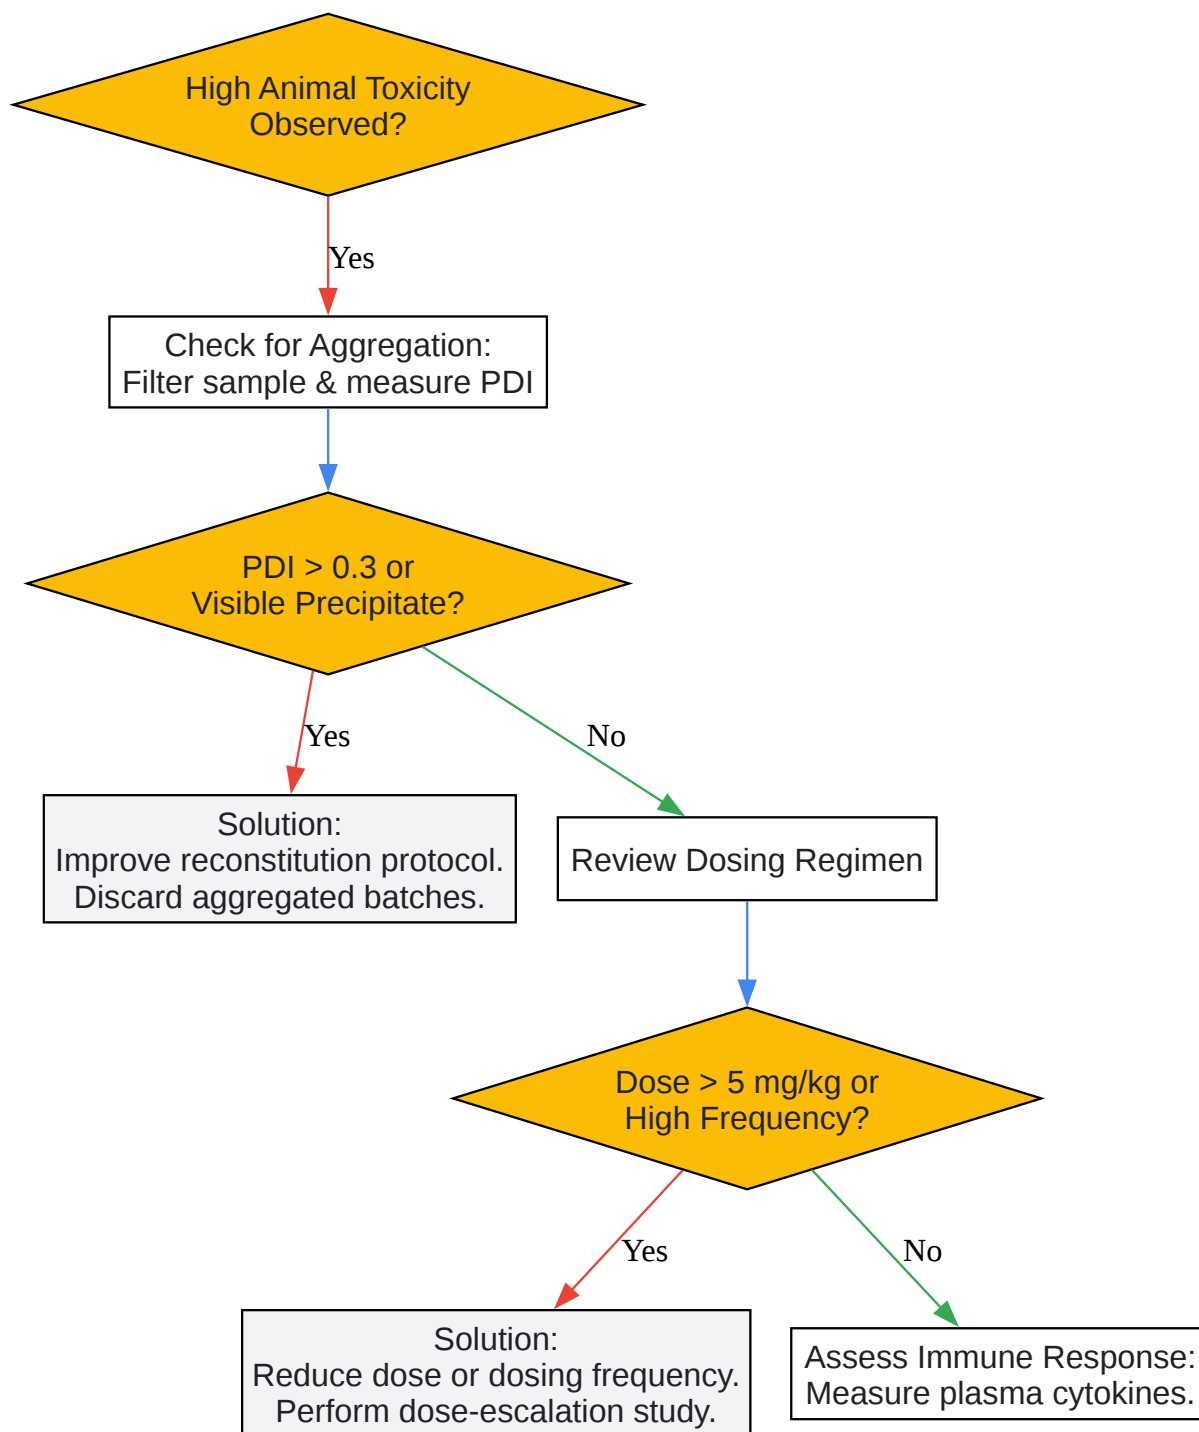 High Animal Toxicity
Observed?
Yes
Check for Aggregation:
Filter sample & measure PDI
PDI > 0.3 or
Visible Precipitate?
Yes
No
Solution:
Improve reconstitution protocol.
Discard aggregated batches.
Review Dosing Regimen
Dose > 5 mg/kg or
High Frequency?
Yes
No
Solution:
Reduce dose or dosing frequency.
Perform dose-escalation study.
Assess Immune Response:
Measure plasma cytokines.